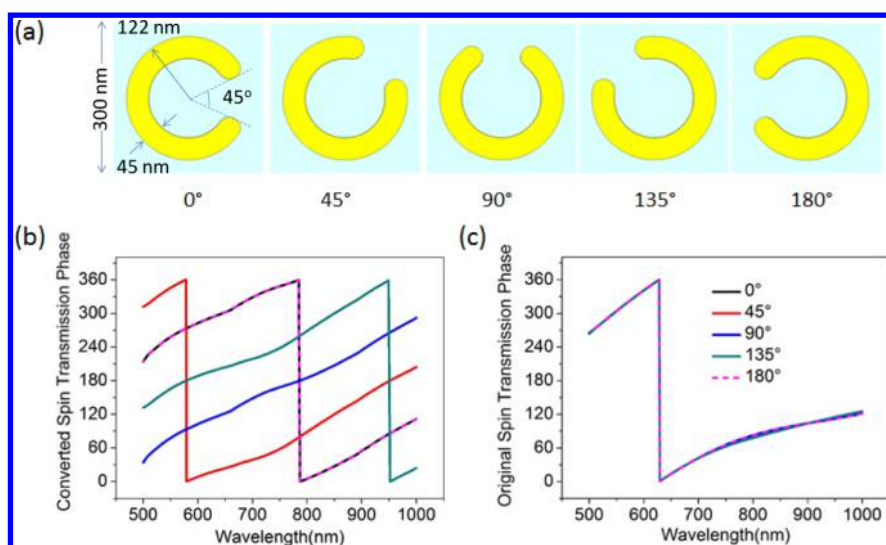 (a)
122 nm
300 nm
45°
45 nm
0°
45°
90°
135°
180°
(b)
Converted Spin Transmission Phase
360
300
240
180
120
60
0
500 600 700 800 900 1000
Wavelength(nm)
(c)
Original Spin Transmission Phase
360
300
240
180
120
60
0
0°
45°
90°
135°
180°
500 600 700 800 900 1000
Wavelength(nm)